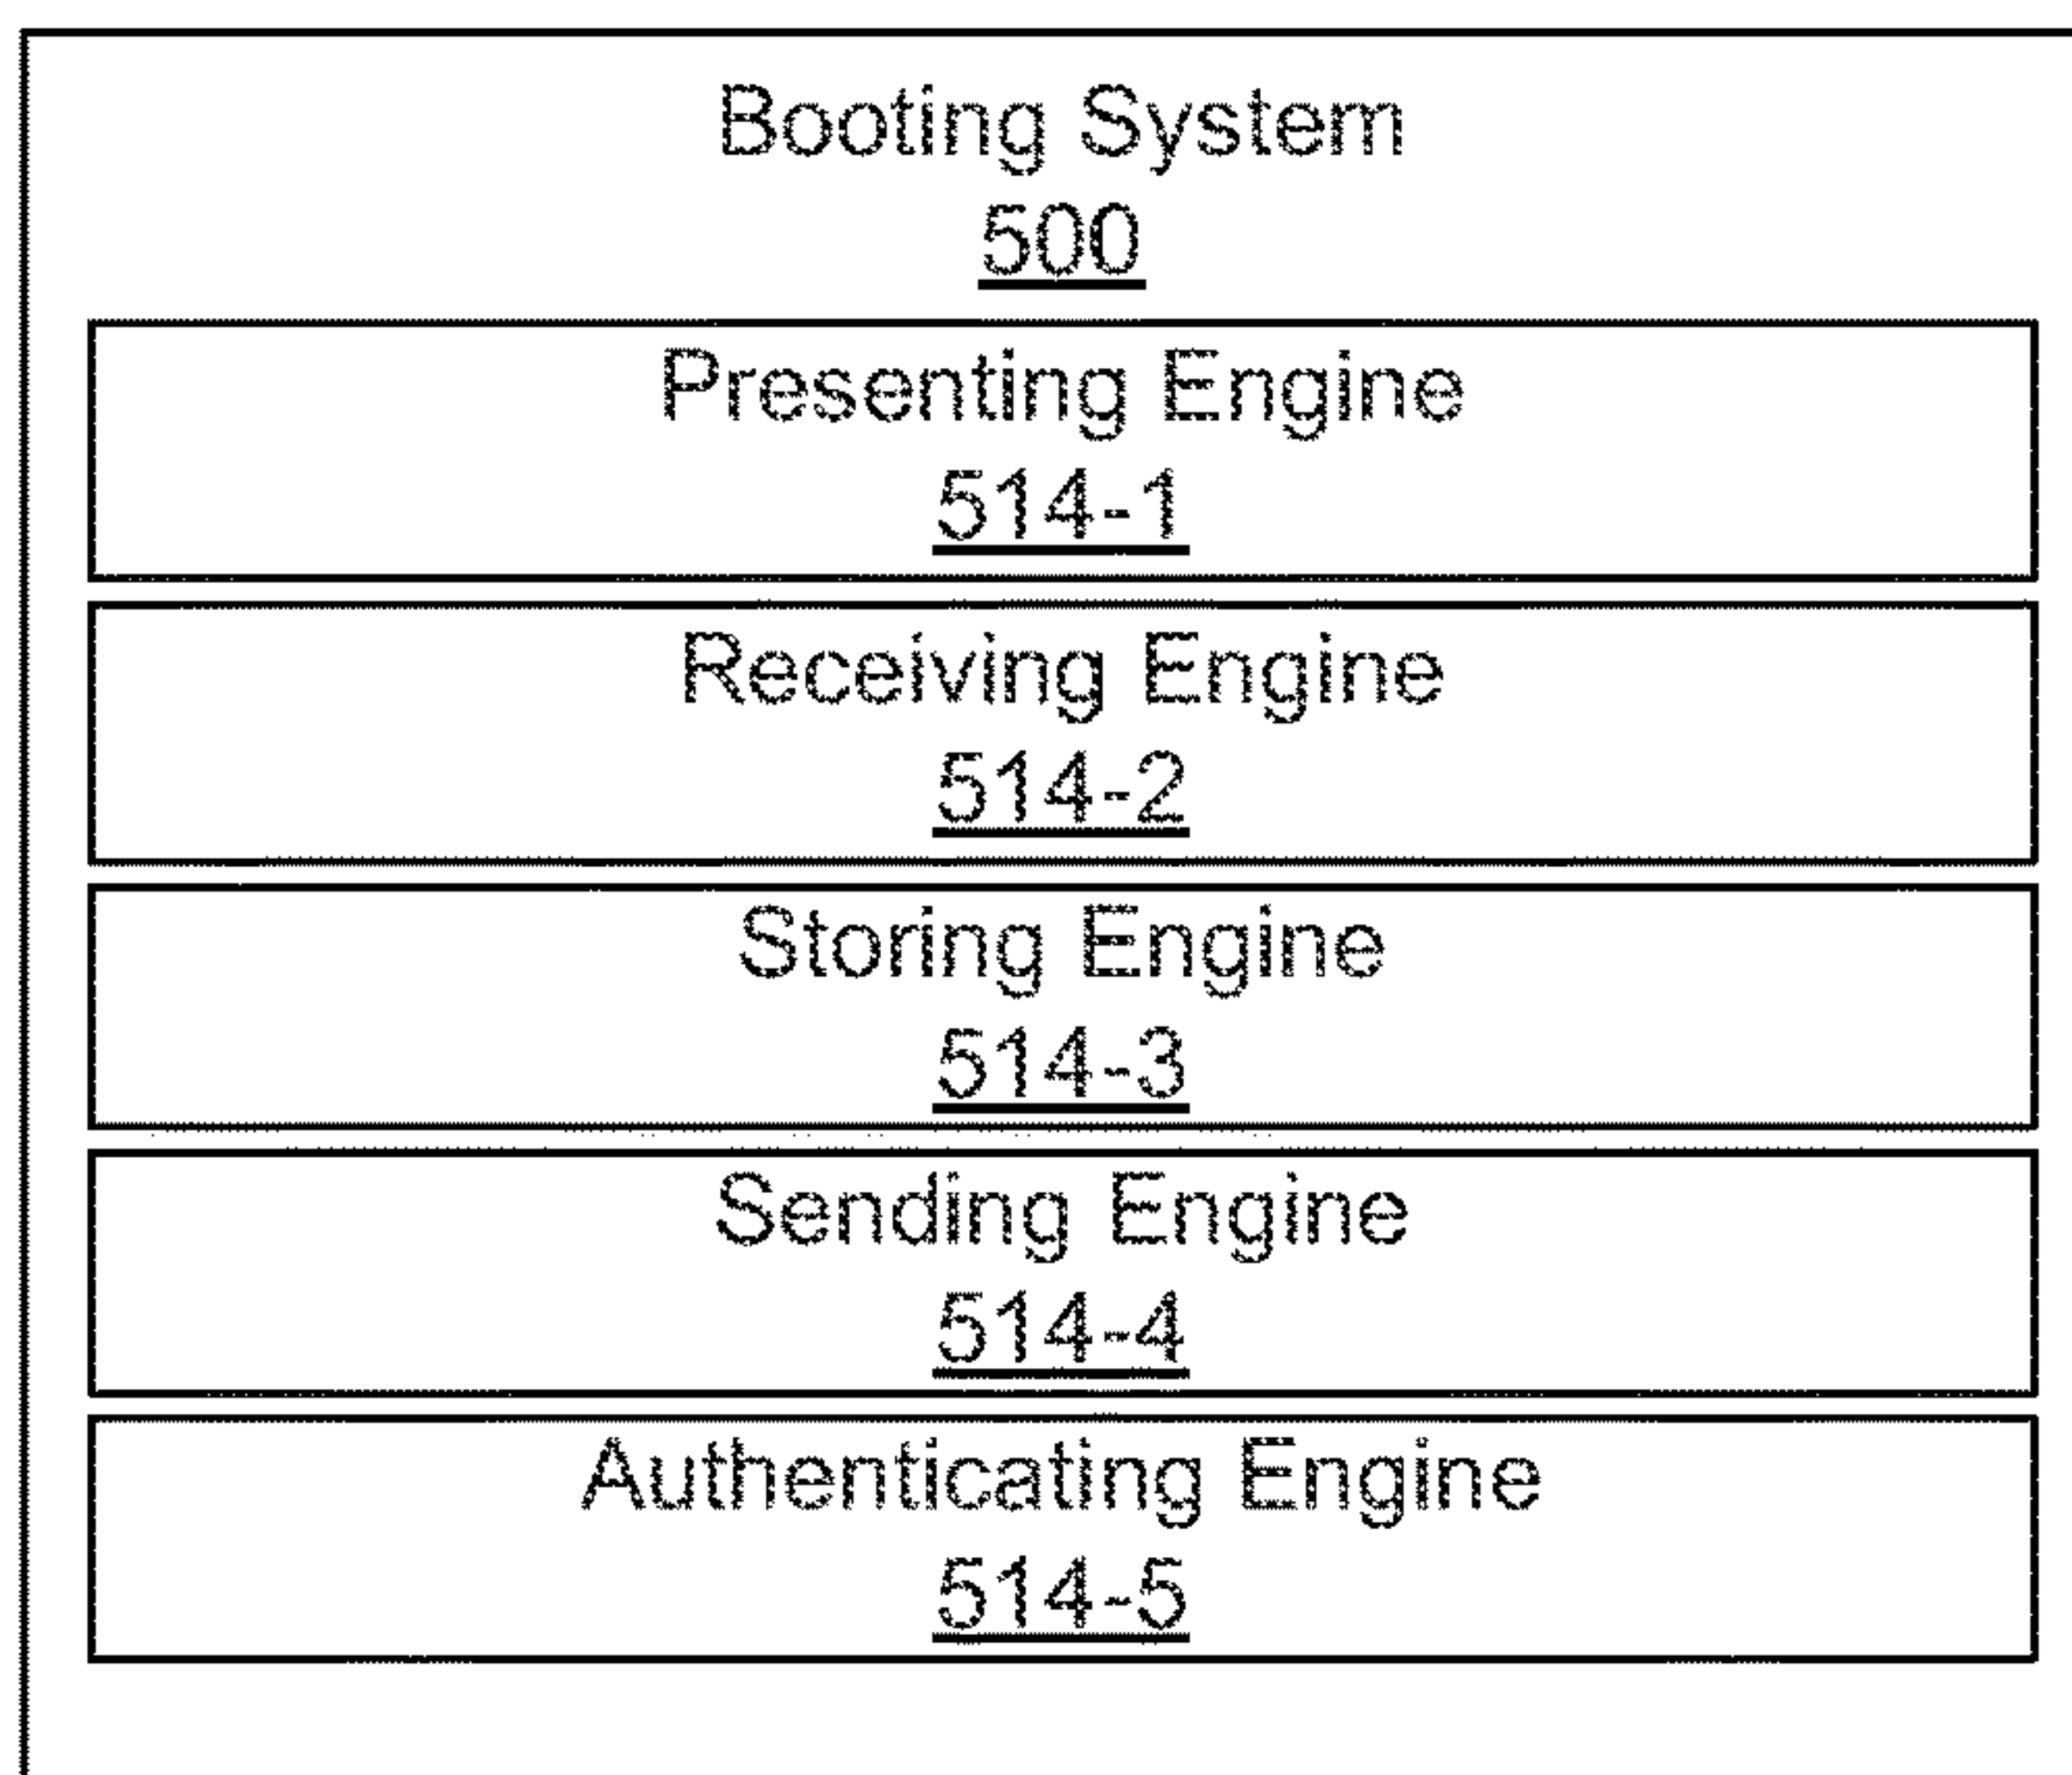 Booting System
500
Presenting Engine
514-1
Receiving Engine
514-2
Storing Engine
514-3
Sending Engine
514-4
Authenticating Engine
514-5